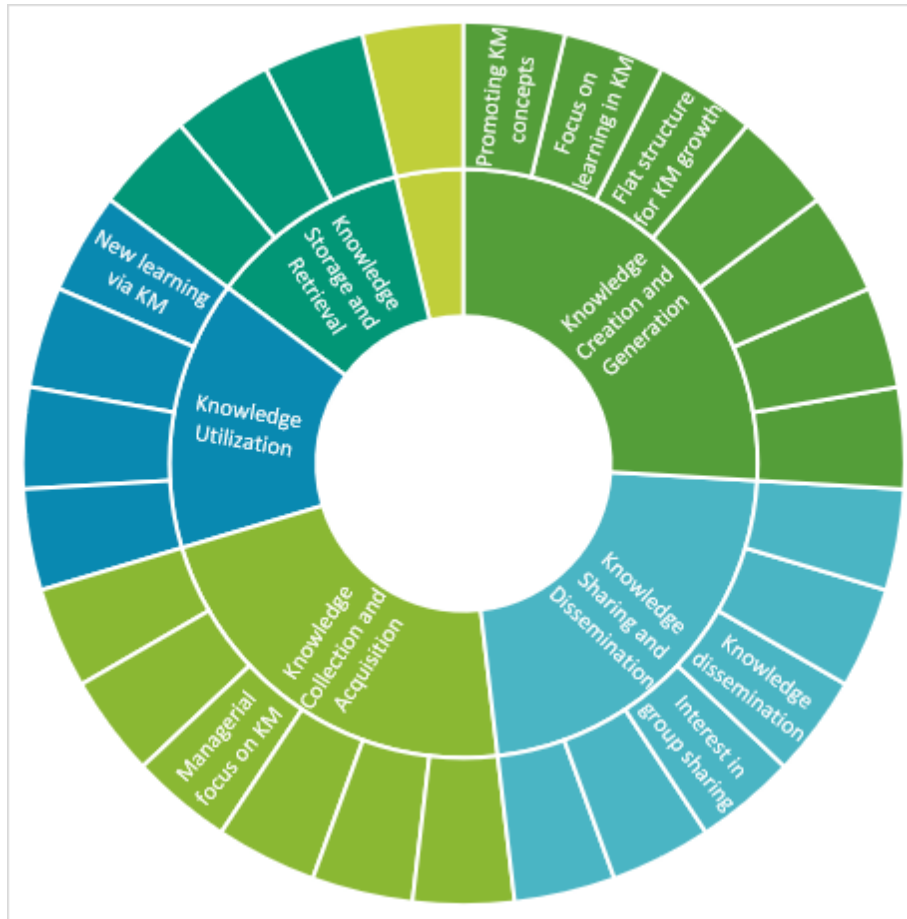 Promoting KM
concepts
Focus on
learning in KM
Flat structure
for KM growth
Knowledge
Creation and
Generation
Knowledge
Sharing and
Dissemination
Knowledge
dissemination
Interest in
group sharing
Knowledge
Collection and
Acquisition
Managerial
focus on KM
Knowledge
Utilization
New learning
via KM
Knowledge
Storage and
Retrieval